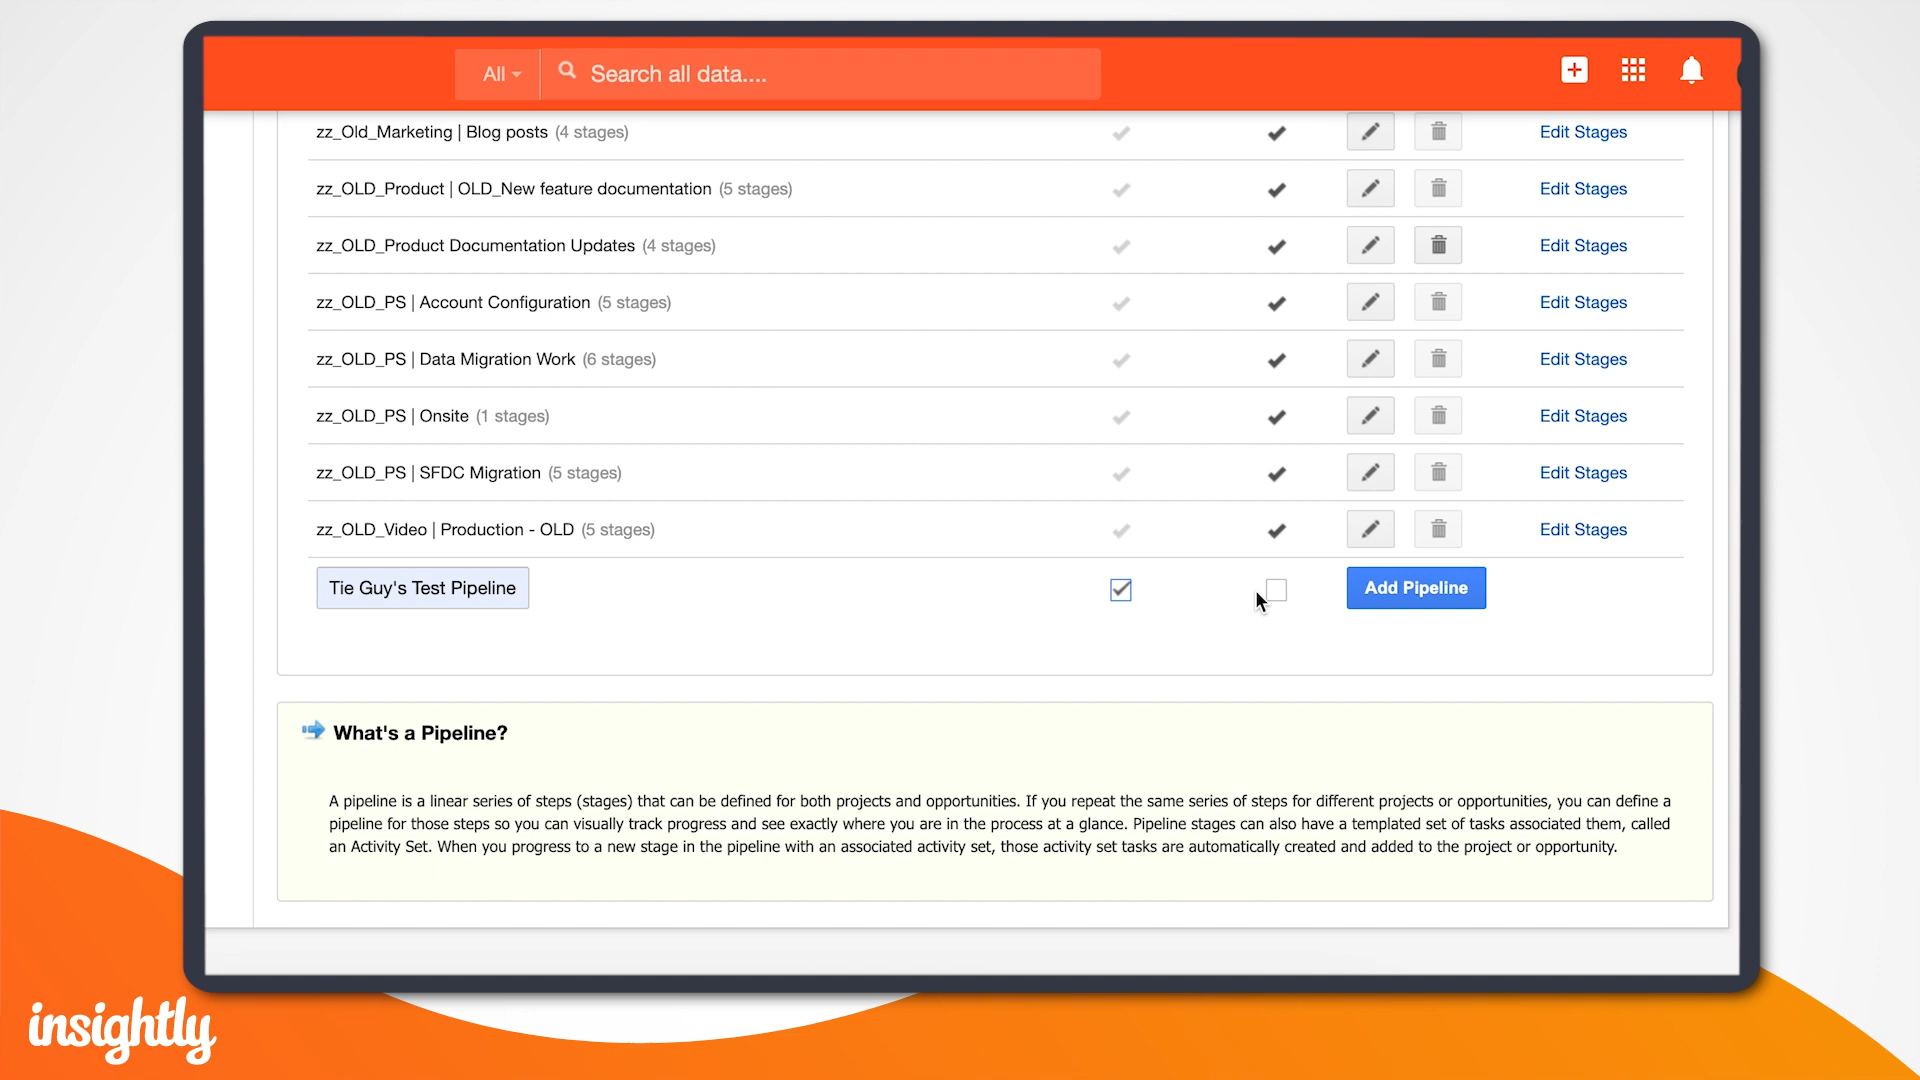 All
Search all data....
zz_Old_Marketing | Blog posts (4 stages) Edit Stages
zz_OLD_Product | OLD_New feature documentation (5 stages) Edit Stages
zz_OLD_Product Documentation Updates (4 stages) Edit Stages
zz_OLD_PS | Account Configuration (5 stages) Edit Stages
zz_OLD_PS | Data Migration Work (6 stages) Edit Stages
zz_OLD_PS | Onsite (1 stages) Edit Stages
zz_OLD_PS | SFDC Migration (5 stages) Edit Stages
zz_OLD_Video | Production - OLD (5 stages) Edit Stages
Tie Guy's Test Pipeline Add Pipeline
What's a Pipeline?
A pipeline is a linear series of steps (stages) that can be defined for both projects and opportunities. If you repeat the same series of steps for different projects or opportunities, you can define a
pipeline for those steps so you can visually track progress and see exactly where you are in the process at a glance. Pipeline stages can also have a templated set of tasks associated them, called
an Activity Set. When you progress to a new stage in the pipeline with an associated activity set, those activity set tasks are automatically created and added to the project or opportunity.
insightly